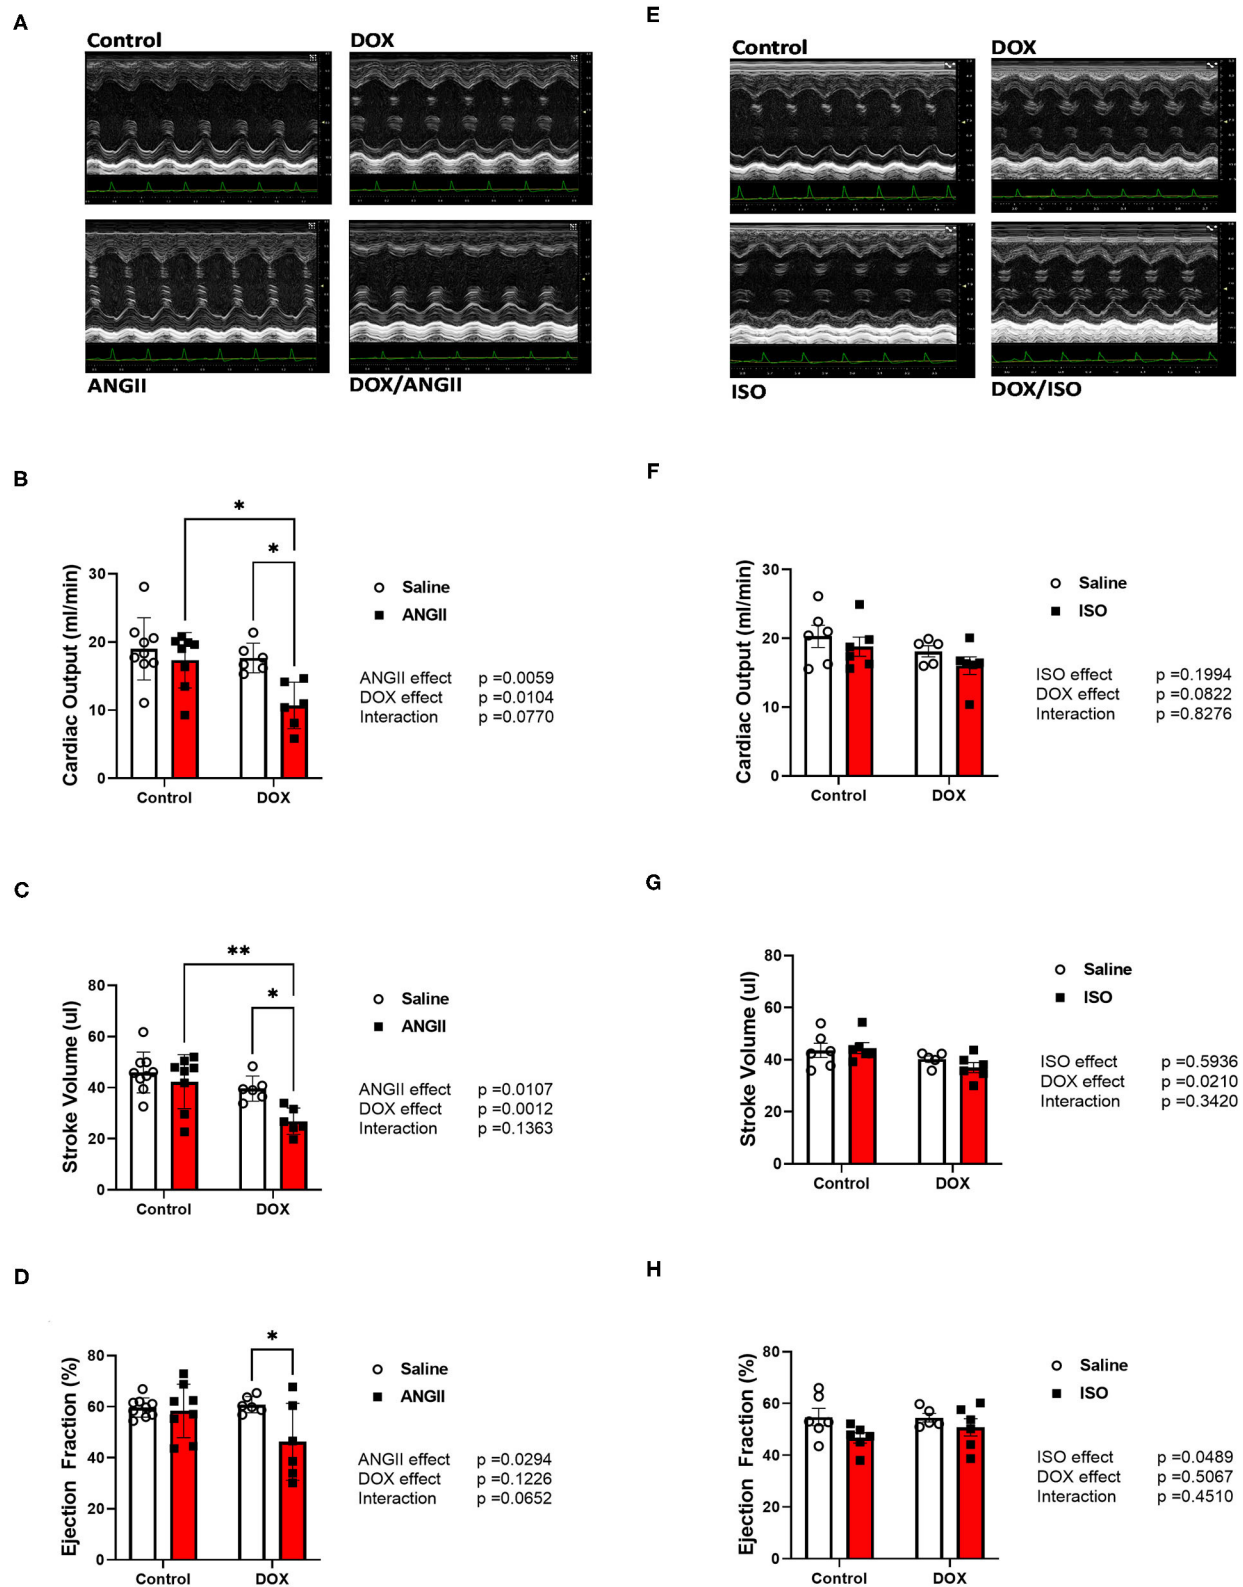 A
Control
DOX
ANGII
DOX/ANGII
E
Control
DOX
ISO
DOX/ISO
B
*
*
Cardiac Output (ml/min)
30
20
10
0
Control
DOX
Saline
ANGII
ANGII effect p =0.0059
DOX effect p =0.0104
Interaction p =0.0770
F
Cardiac Output (ml/min)
30
20
10
0
Control
DOX
Saline
ISO
ISO effect p =0.1994
DOX effect p =0.0822
Interaction p =0.8276
C
**
*
Stroke Volume (ul)
80
60
40
20
0
Control
DOX
Saline
ANGII
ANGII effect p =0.0107
DOX effect p =0.0012
Interaction p =0.1363
G
Stroke Volume (ul)
80
60
40
20
0
Control
DOX
Saline
ISO
ISO effect p =0.5936
DOX effect p =0.0210
Interaction p =0.3420
D
*
Ejection Fraction (%)
80
60
40
20
0
Control
DOX
Saline
ANGII
ANGII effect p =0.0294
DOX effect p =0.1226
Interaction p =0.0652
H
Ejection Fraction (%)
80
60
40
20
0
Control
DOX
Saline
ISO
ISO effect p =0.0489
DOX effect p =0.5067
Interaction p =0.4510